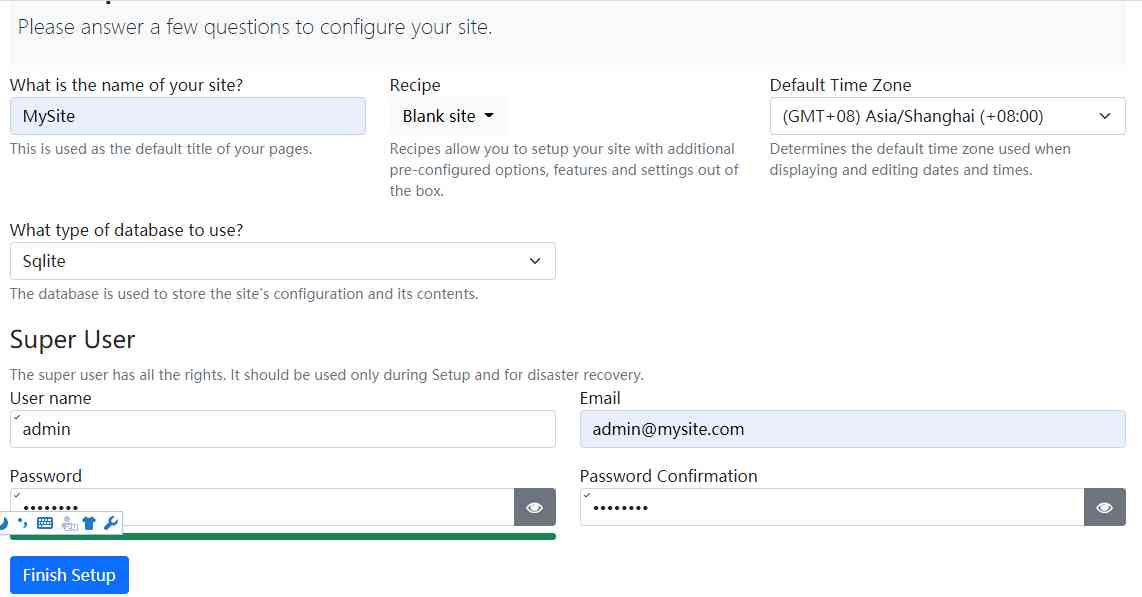 Please answer a few questions to configure your site.
What is the name of your site?
MySite
This is used as the default title of your pages.
Recipe
Blank site
Recipes allow you to setup your site with additional
pre-configured options, features and settings out of
the box.
Default Time Zone
(GMT+08) Asia/Shanghai (+08:00)
Determines the default time zone used when
displaying and editing dates and times.
What type of database to use?
Sqlite
The database is used to store the site's configuration and its contents.
Super User
The super user has all the rights. It should be used only during Setup and for disaster recovery.
User name
admin
Email
admin@mysite.com
Password
••••••••
Password Confirmation
••••••••
Finish Setup